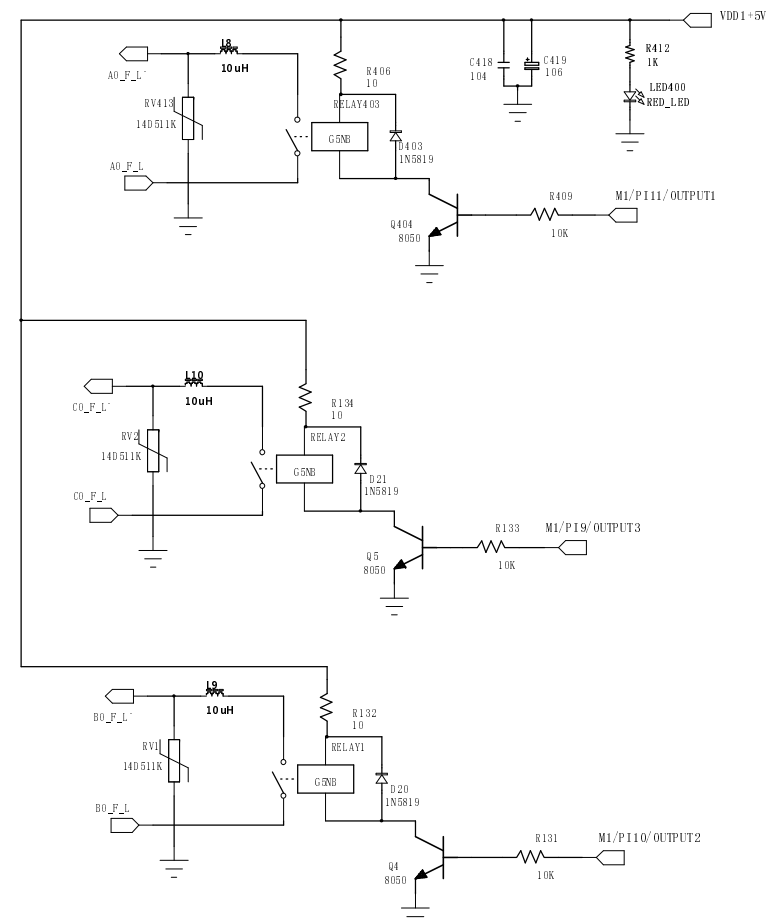 VDD1+5V
L8
A0_F_L`
10uH
R406
10
C418
104
C419
106
R412
1K
LED400
RED_LED
RV413
14D511K
RELAY403
G5NB
D403
1N5819
A0_F_L
R409
M1/PI11/OUTPUT1
10K
Q404
8050
L10
10uH
C0_F_L`
R134
10
RV2
14D511K
RELAY2
G5NB
D21
1N5819
C0_F_L
R133
M1/PI9/OUTPUT3
10K
Q5
8050
L9
10uH
B0_F_L`
R132
10
RV1
14D511K
RELAY1
G5NB
D20
1N5819
B0_F_L
R131
M1/PI10/OUTPUT2
10K
Q4
8050